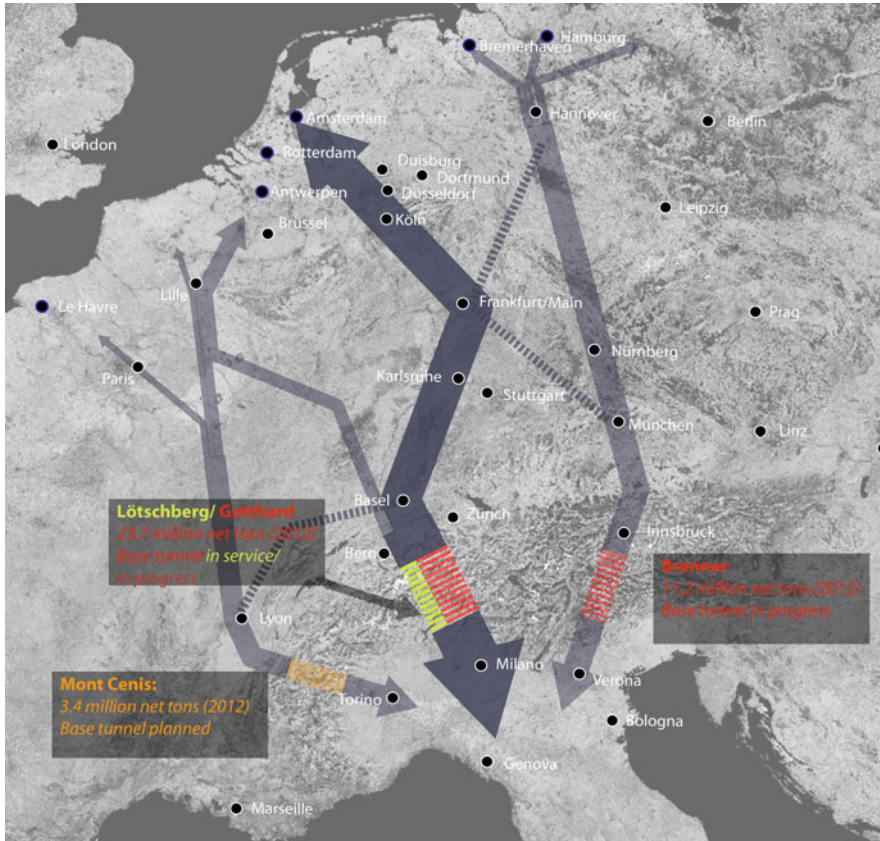 Hamburg
Bremerhaven
Hannover
Amsterdam
Berlin
London
Rotterdam
Duisburg
Dortmund
Antwerpen
Düsseldorf
Leipzig
Brüssel
Köln
Lille
Le Havre
Frankfurt/Main
Prag
Nürnberg
Paris
Karlsruhe
Stuttgart
München
Linz
Basel
Zürich
Lötschberg/ Gotthard
23.7 million net tons (2012)
Base tunnel in service/
in progress
Bern
Innsbruck
Brenner
11.2 million net tons (2012)
Base tunnel in progress
Lyon
Milano
Verona
Mont Cenis:
3.4 million net tons (2012)
Base tunnel planned
Torino
Bologna
Genova
Marseille